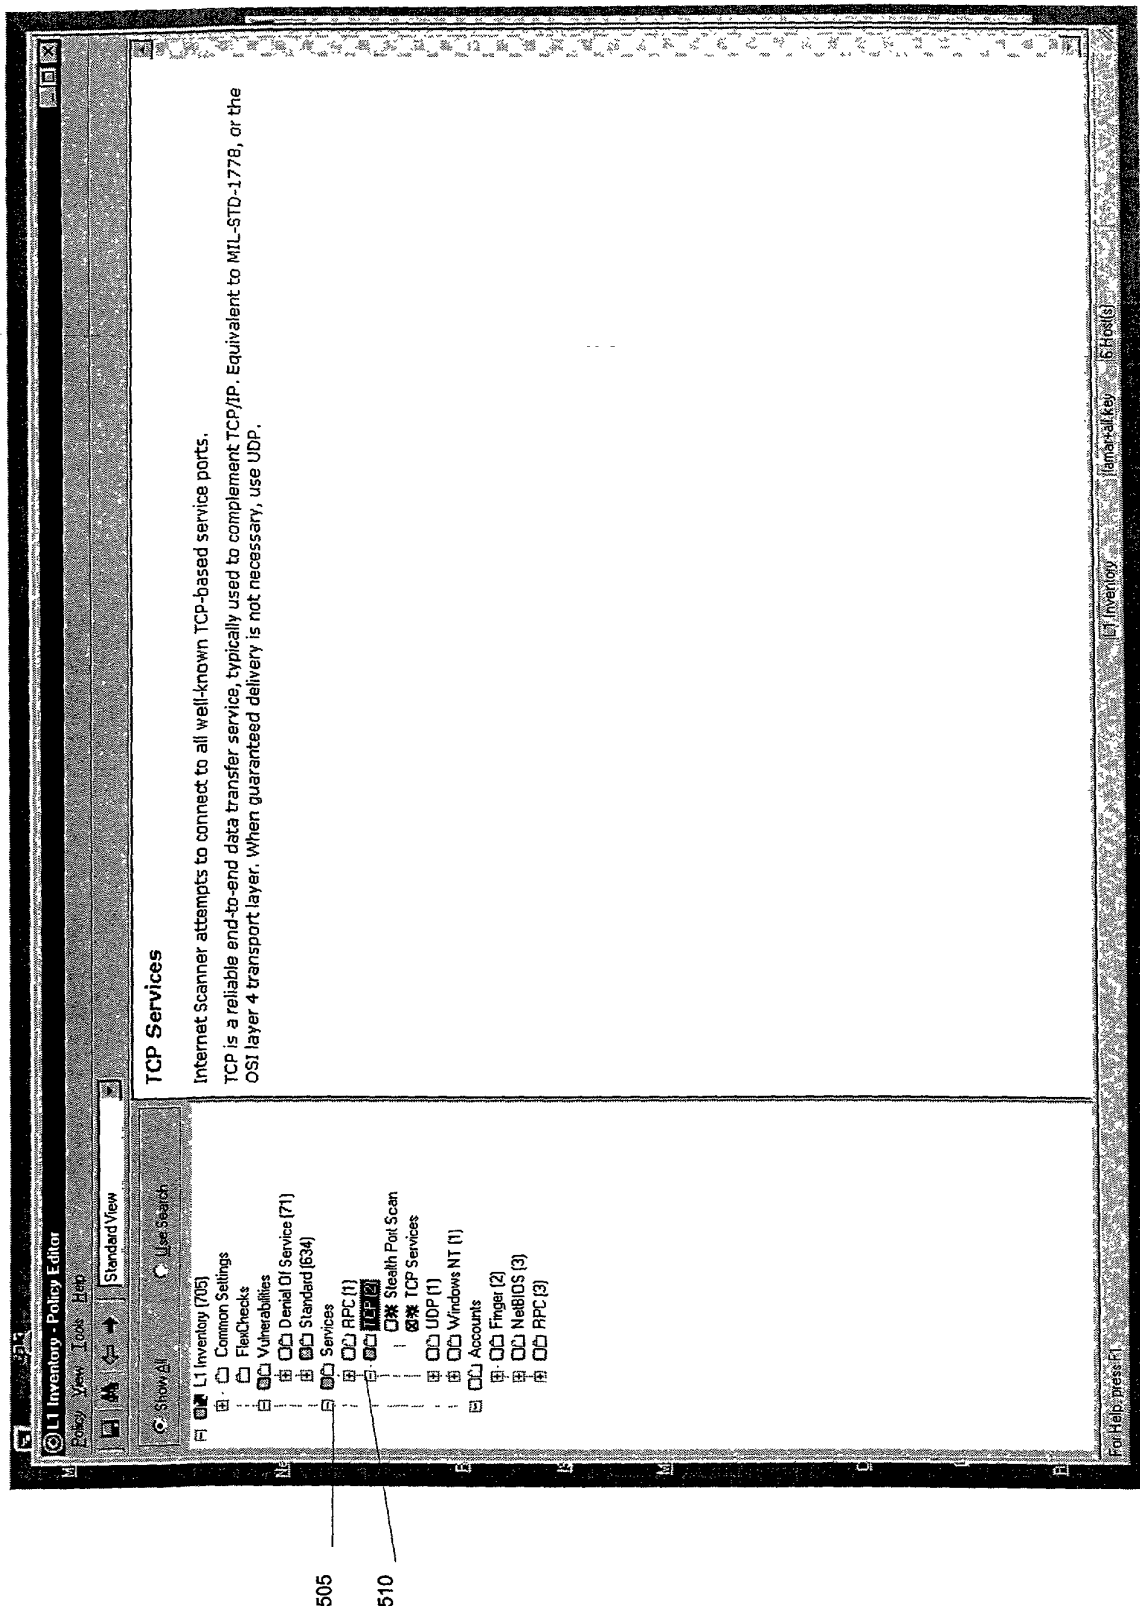 L1 Inventory - Policy Editor
Policy View Tools Help
Standard View
Show All
Use Search
L1 Inventory (705)
Common Settings
FlexChecks
Vulnerabilities
Denial Of Service (71)
Standard (634)
Services
RPC (1)
TCP (2)
Stealth Port Scan
TCP Services
UDP (1)
Windows NT (1)
Accounts
Finger (2)
NetBIOS (3)
RPC (3)
TCP Services
Internet Scanner attempts to connect to all well-known TCP-based service ports.
TCP is a reliable end-to-end data transfer service, typically used to complement TCP/IP. Equivalent to MIL-STD-1778, or the
OSI layer 4 transport layer. When guaranteed delivery is not necessary, use UDP.
For Help, press F1
L1 Inventory
lamar+all.key
6 Host(s)
505
510